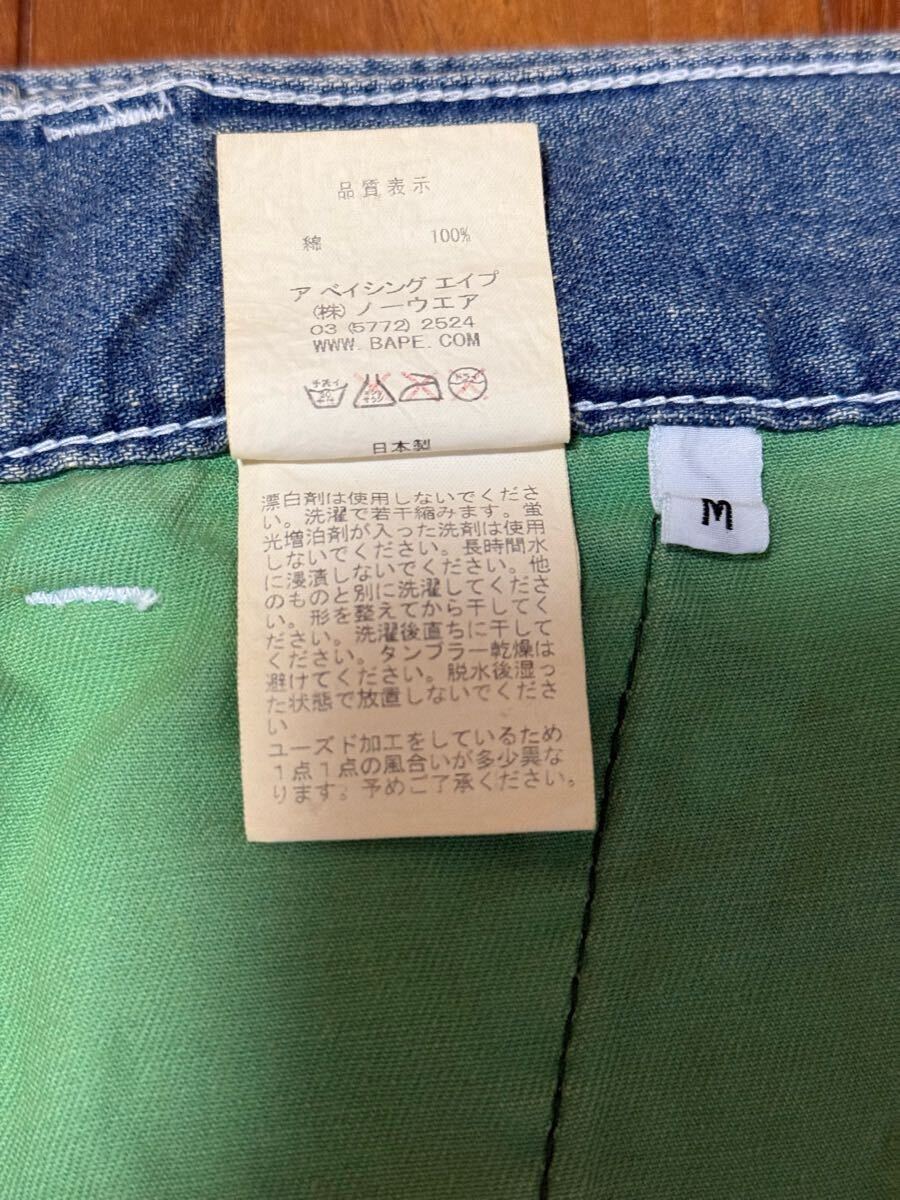 品質表示
綿 100%
ア ベイシング エイプ
(株) ノーウエア
03 (5772) 2524
WWW. BAPE. COM
日本製
漂白剤は使用しないでくださ
い。洗濯で若干縮みます。蛍
光増泊剤が入った洗剤は使用
しないでください。長時間水
に浸漬しないでください。他
のものと別に洗濯してくださ
い。形を整えてから干してく
ださい。洗濯後直ちに干して
ください。タンブラー乾燥は
避けてください。脱水後湿っ
た状態で放置しないでくださ
い
ユーズド加工をしているため
1点1点の風合いが多少異な
ります。予めご了承ください。
M